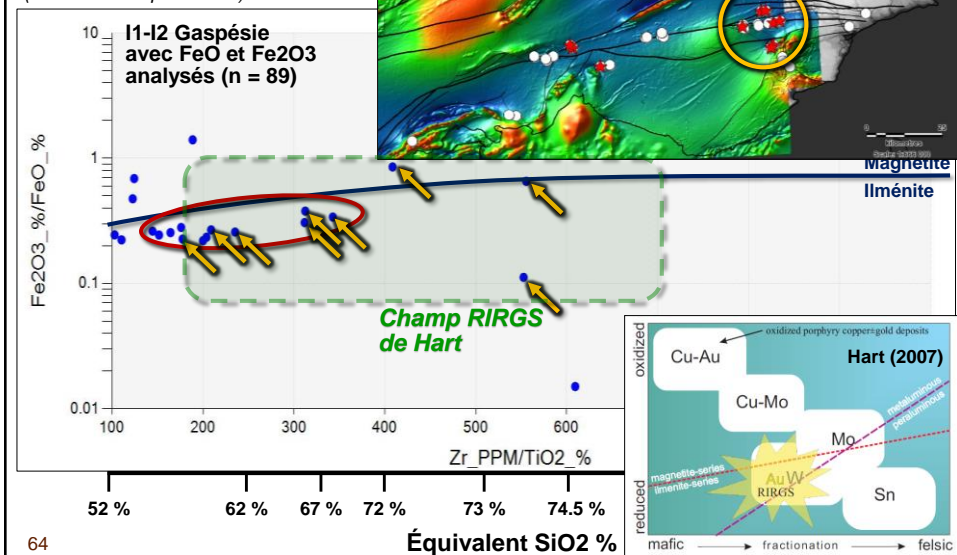 I1-I2 Gaspésie
avec FeO et Fe2O3
analysés (n = 89)
Fe2O3_%/FeO_%
10
1
0.1
0.01
100
200
300
400
500
600
Zr_PPM/TiO2_%
Magnétite
Ilménite
Champ RIRGS
de Hart
0
25
kilometres
52 %
62 %
67 %
72 %
73 %
74.5 %
Équivalent SiO2 %
64
oxidized porphyry copper±gold deposits
Hart (2007)
oxidized
reduced
Cu-Au
Cu-Mo
Mo
Au W
RIRGS
Sn
metaluminous
peraluminous
magnetite-series
ilmenite-series
mafic
fractionation
felsic